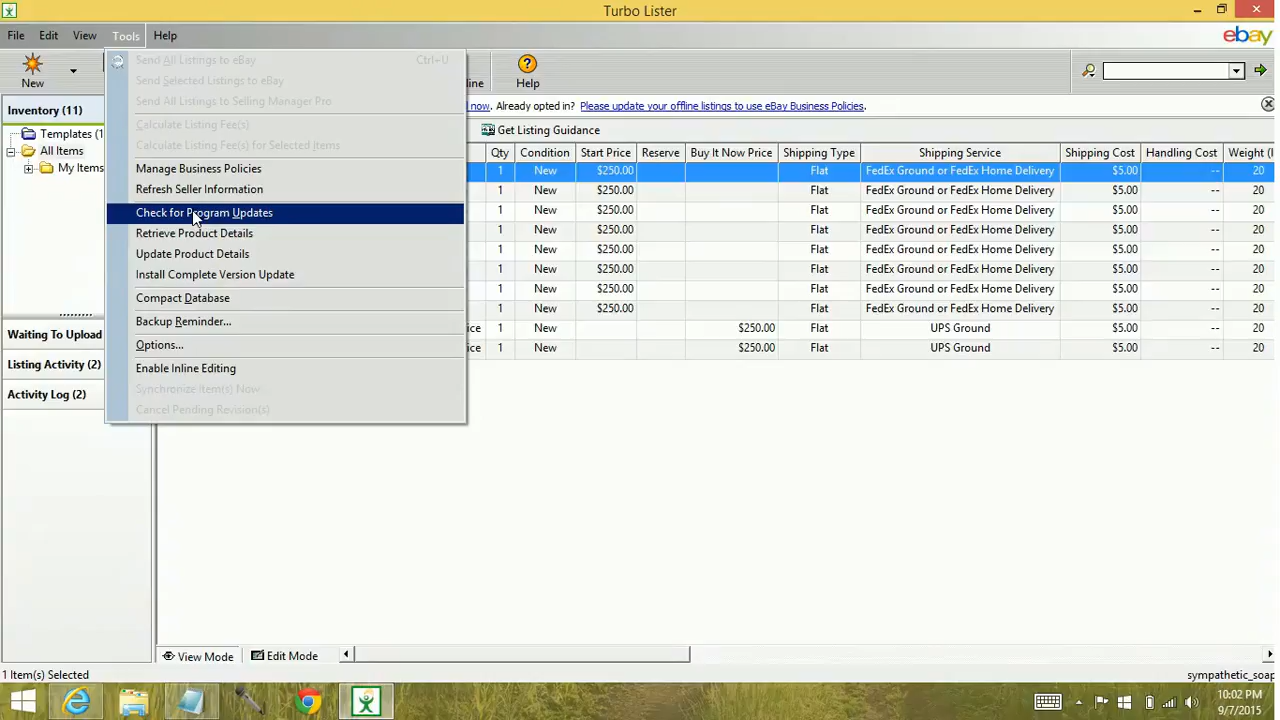 Turbo Lister
File Edit View Tools Help
ebay
New
Help
Send All Listings to eBay Ctrl+U
Send Selected Listings to eBay
Send All Listings to Selling Manager Pro
Calculate Listing Fee(s)
Calculate Listing Fee(s) for Selected Items
Manage Business Policies
Refresh Seller Information
Check for Program Updates
Retrieve Product Details
Update Product Details
Install Complete Version Update
Compact Database
Backup Reminder...
Options...
Enable Inline Editing
Synchronize Item(s) Now
Cancel Pending Revision(s)
Inventory (11)
Templates (1
All Items
My Items
Waiting To Upload
Listing Activity (2)
Activity Log (2)
now. Already opted in? Please update your offline listings to use eBay Business Policies.
Get Listing Guidance
Qty Condition Start Price Reserve Buy It Now Price Shipping Type Shipping Service Shipping Cost Handling Cost Weight (l
1 New $250.00 Flat FedEx Ground or FedEx Home Delivery $5.00 -- 20
1 New $250.00 Flat FedEx Ground or FedEx Home Delivery $5.00 -- 20
1 New $250.00 Flat FedEx Ground or FedEx Home Delivery $5.00 -- 20
1 New $250.00 Flat FedEx Ground or FedEx Home Delivery $5.00 -- 20
1 New $250.00 Flat FedEx Ground or FedEx Home Delivery $5.00 -- 20
1 New $250.00 Flat FedEx Ground or FedEx Home Delivery $5.00 -- 20
1 New $250.00 Flat FedEx Ground or FedEx Home Delivery $5.00 -- 20
1 New $250.00 Flat FedEx Ground or FedEx Home Delivery $5.00 -- 20
ice 1 New $250.00 Flat UPS Ground $5.00 -- 20
ice 1 New $250.00 Flat UPS Ground $5.00 -- 20
View Mode Edit Mode
1 Item(s) Selected
sympathetic_soap
10:02 PM
9/7/2015